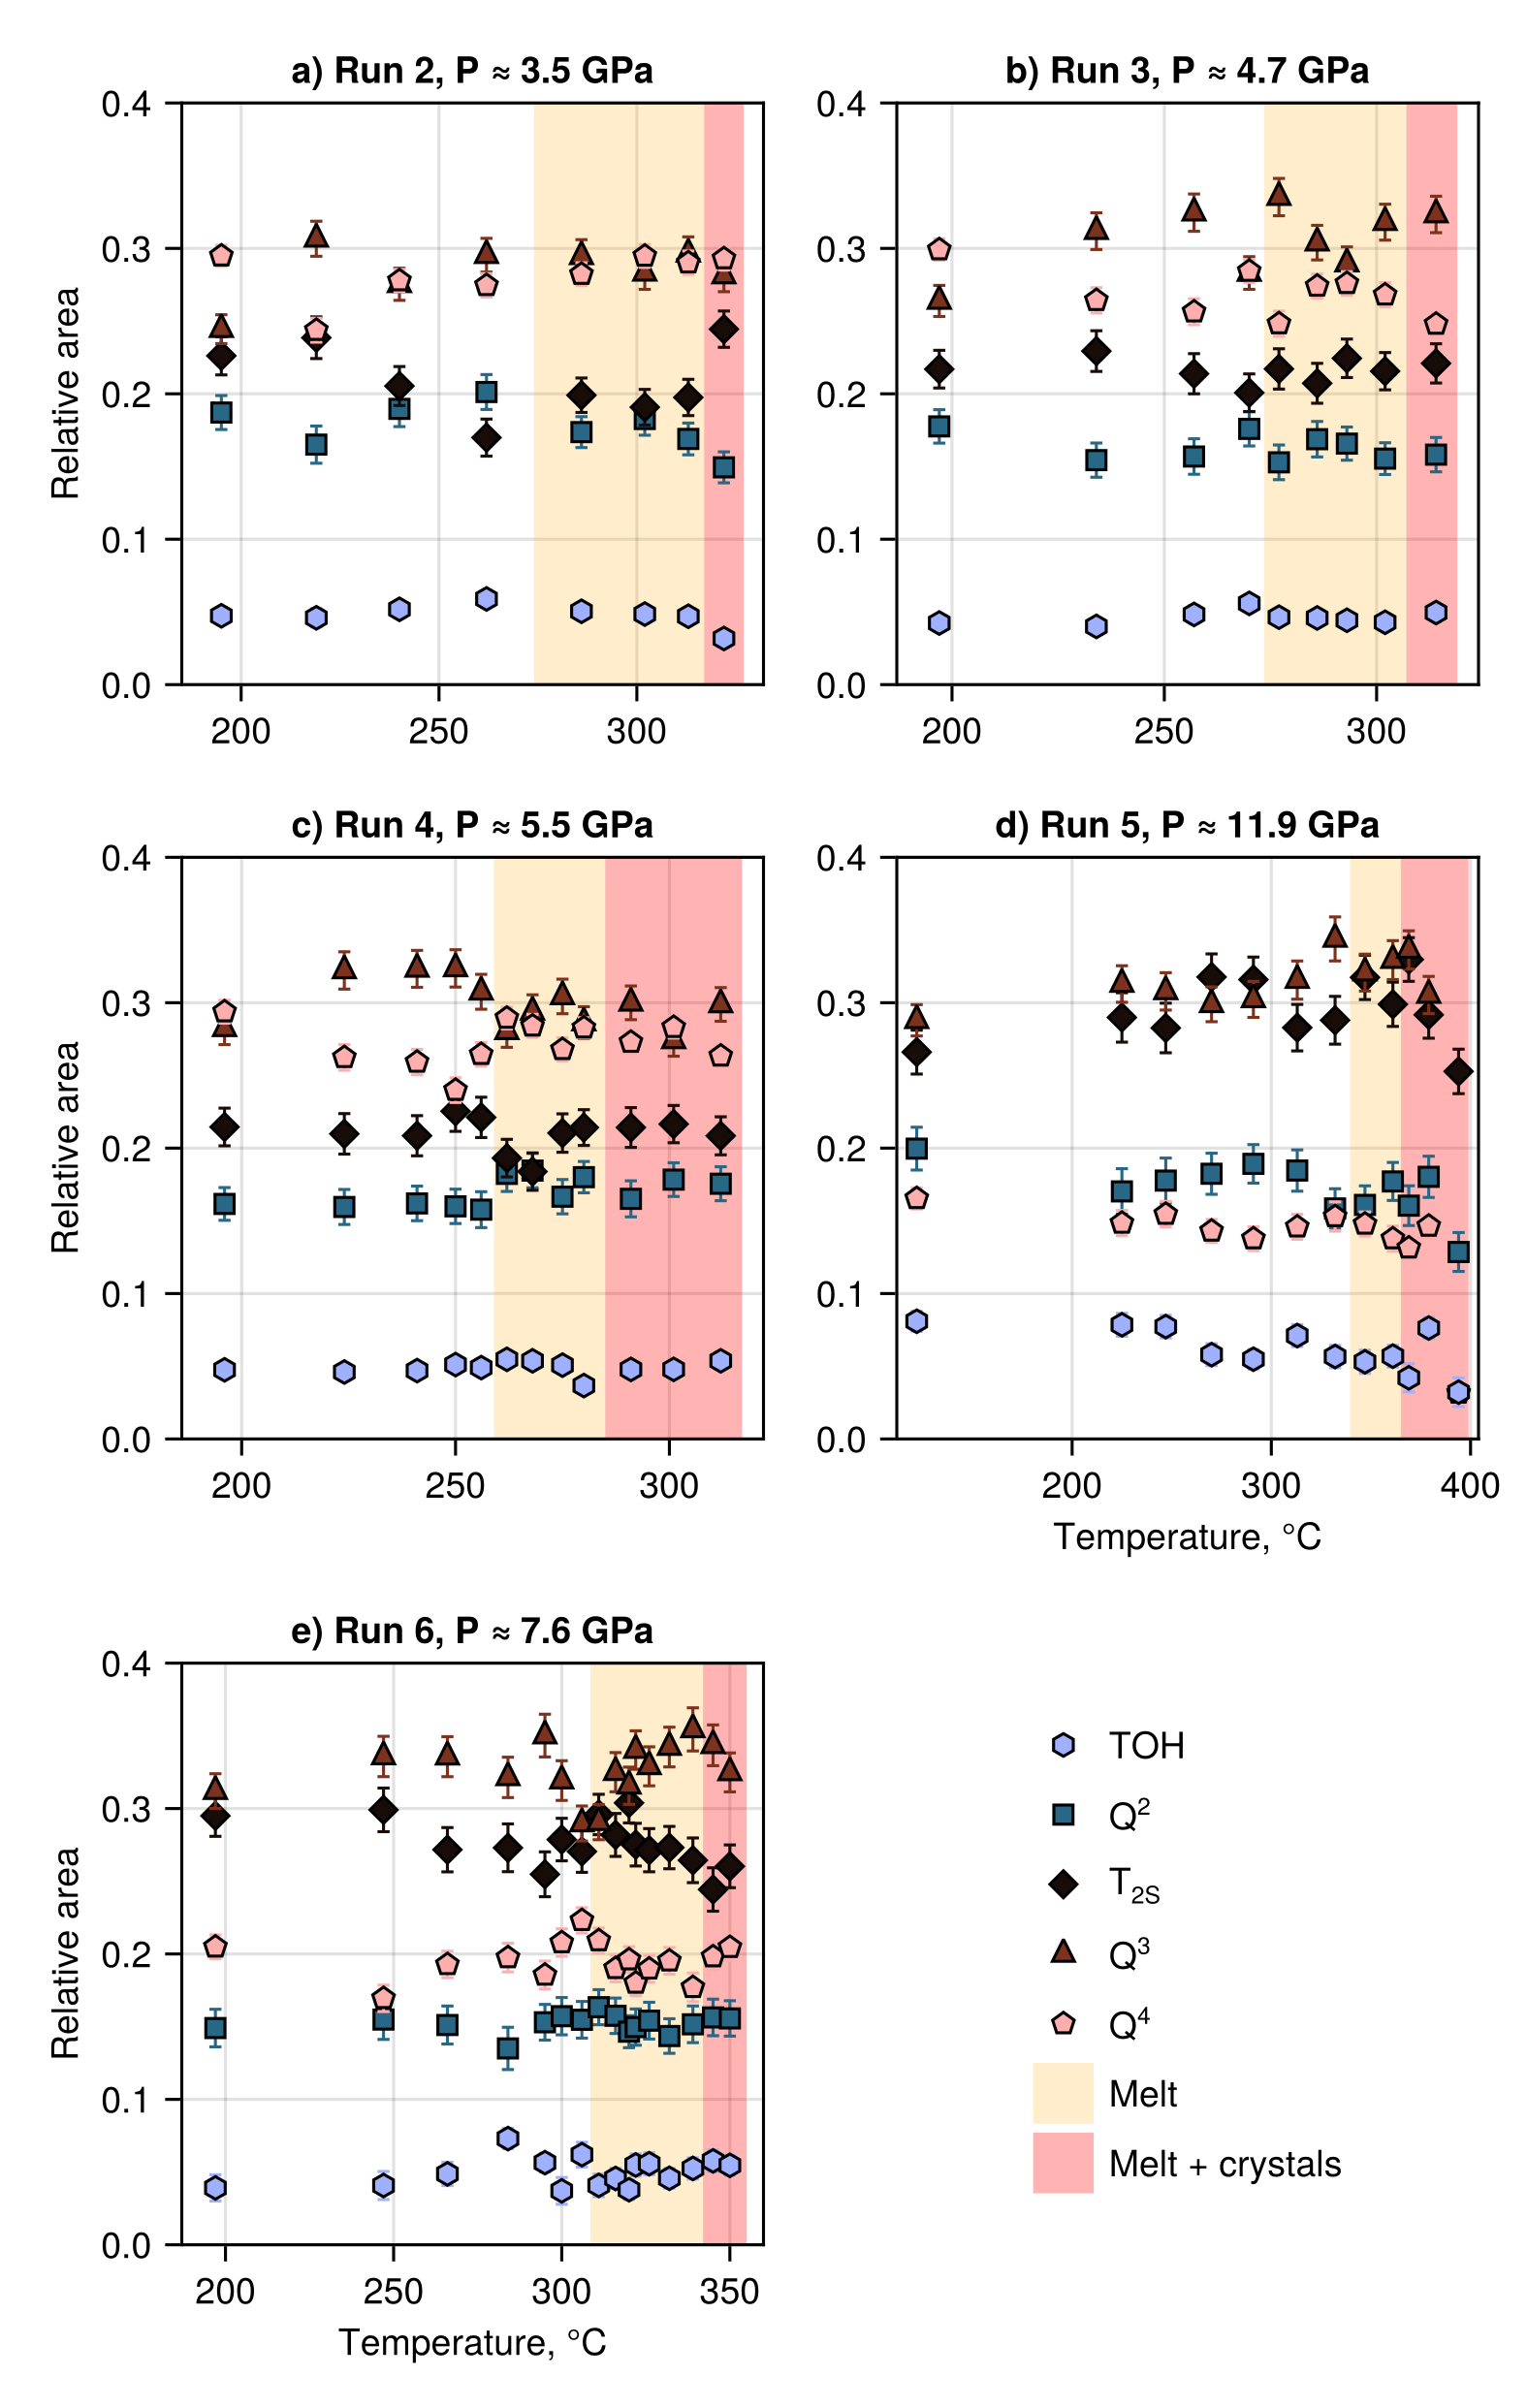 a) Run 2, P ≈ 3.5 GPa
b) Run 3, P ≈ 4.7 GPa
0.4
0.3
0.2
0.1
0.0
Relative area
200 250 300
0.4
0.3
0.2
0.1
0.0
200 250 300
c) Run 4, P ≈ 5.5 GPa
d) Run 5, P ≈ 11.9 GPa
0.4
0.3
0.2
0.1
0.0
Relative area
200 250 300
0.4
0.3
0.2
0.1
0.0
200 300 400
Temperature, °C
e) Run 6, P ≈ 7.6 GPa
0.4
0.3
0.2
0.1
0.0
Relative area
200 250 300 350
Temperature, °C
TOH
Q²
T₂S
Q³
Q⁴
Melt
Melt + crystals